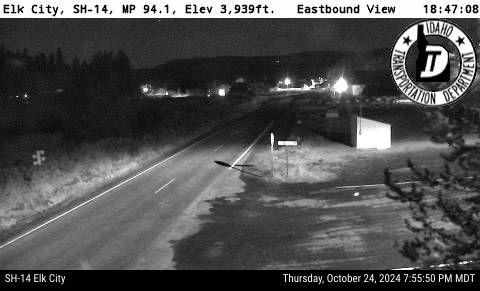 Elk City, SH-14, MP 94.1, Elev 3,939ft. Eastbound View 18:47:08
IDAHO
TRANSPORTATION DEPARTMENT
SH-14 Elk City Thursday, October 24, 2024 7:55:50 PM MDT